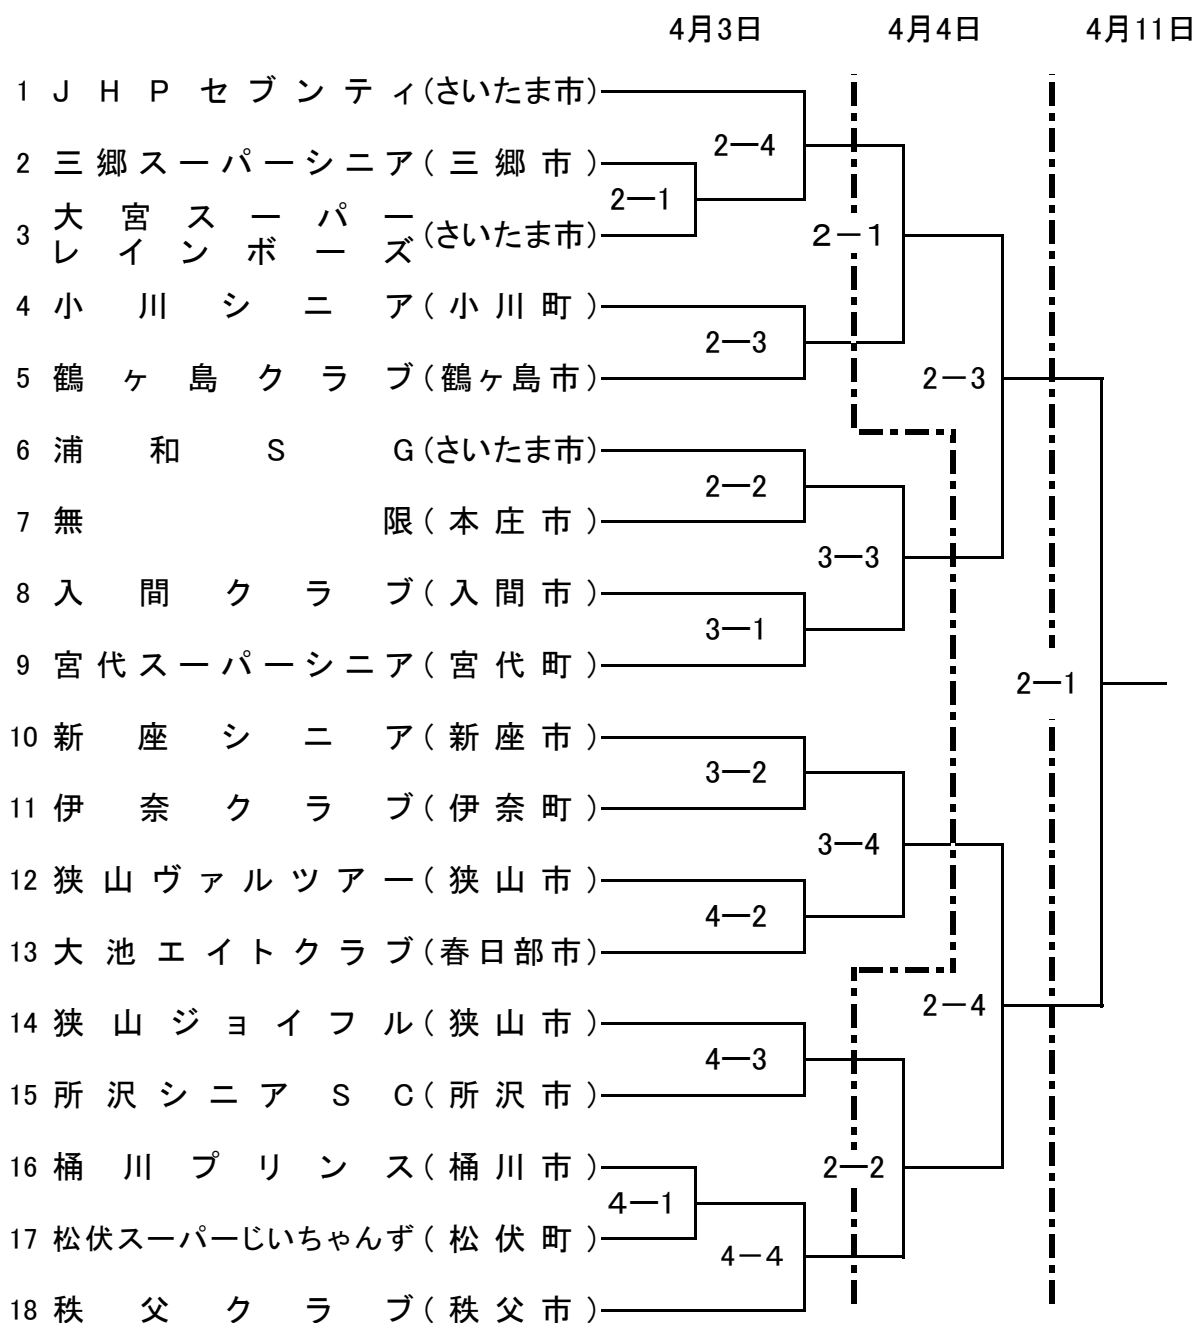 4月3日 4月4日 4月11日
1 JHPセブンティ(さいたま市)
2─4
2 三郷スーパーシニア(三郷市)
2─1
3 大宮スーパーレインボーズ(さいたま市)
2－1
4 小川シニア(小川町)
2─3
5 鶴ヶ島クラブ(鶴ヶ島市)
2－3
6 浦和SG(さいたま市)
2─2
7 無限(本庄市)
3─3
8 入間クラブ(入間市)
3─1
9 宮代スーパーシニア(宮代町)
2─1
10 新座シニア(新座市)
3─2
11 伊奈クラブ(伊奈町)
3─4
12 狭山ヴァルツアー(狭山市)
4─2
13 大池エイトクラブ(春日部市)
2－4
14 狭山ジョイフル(狭山市)
4─3
15 所沢シニアSC(所沢市)
16 桶川プリンス(桶川市)
2─2
4─1
17 松伏スーパーじいちゃんず(松伏町)
4－4
18 秩父クラブ(秩父市)